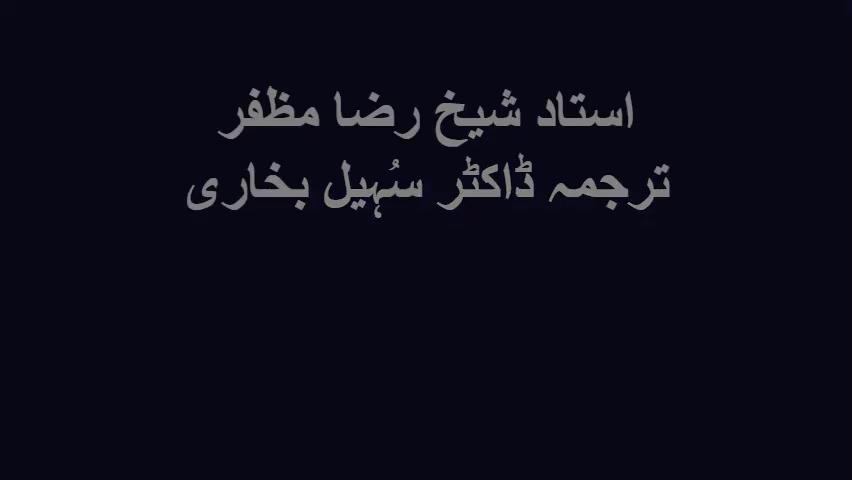 استاد شیخ رضا مظفر
ترجمہ ڈاکٹر سُہیل بخاری